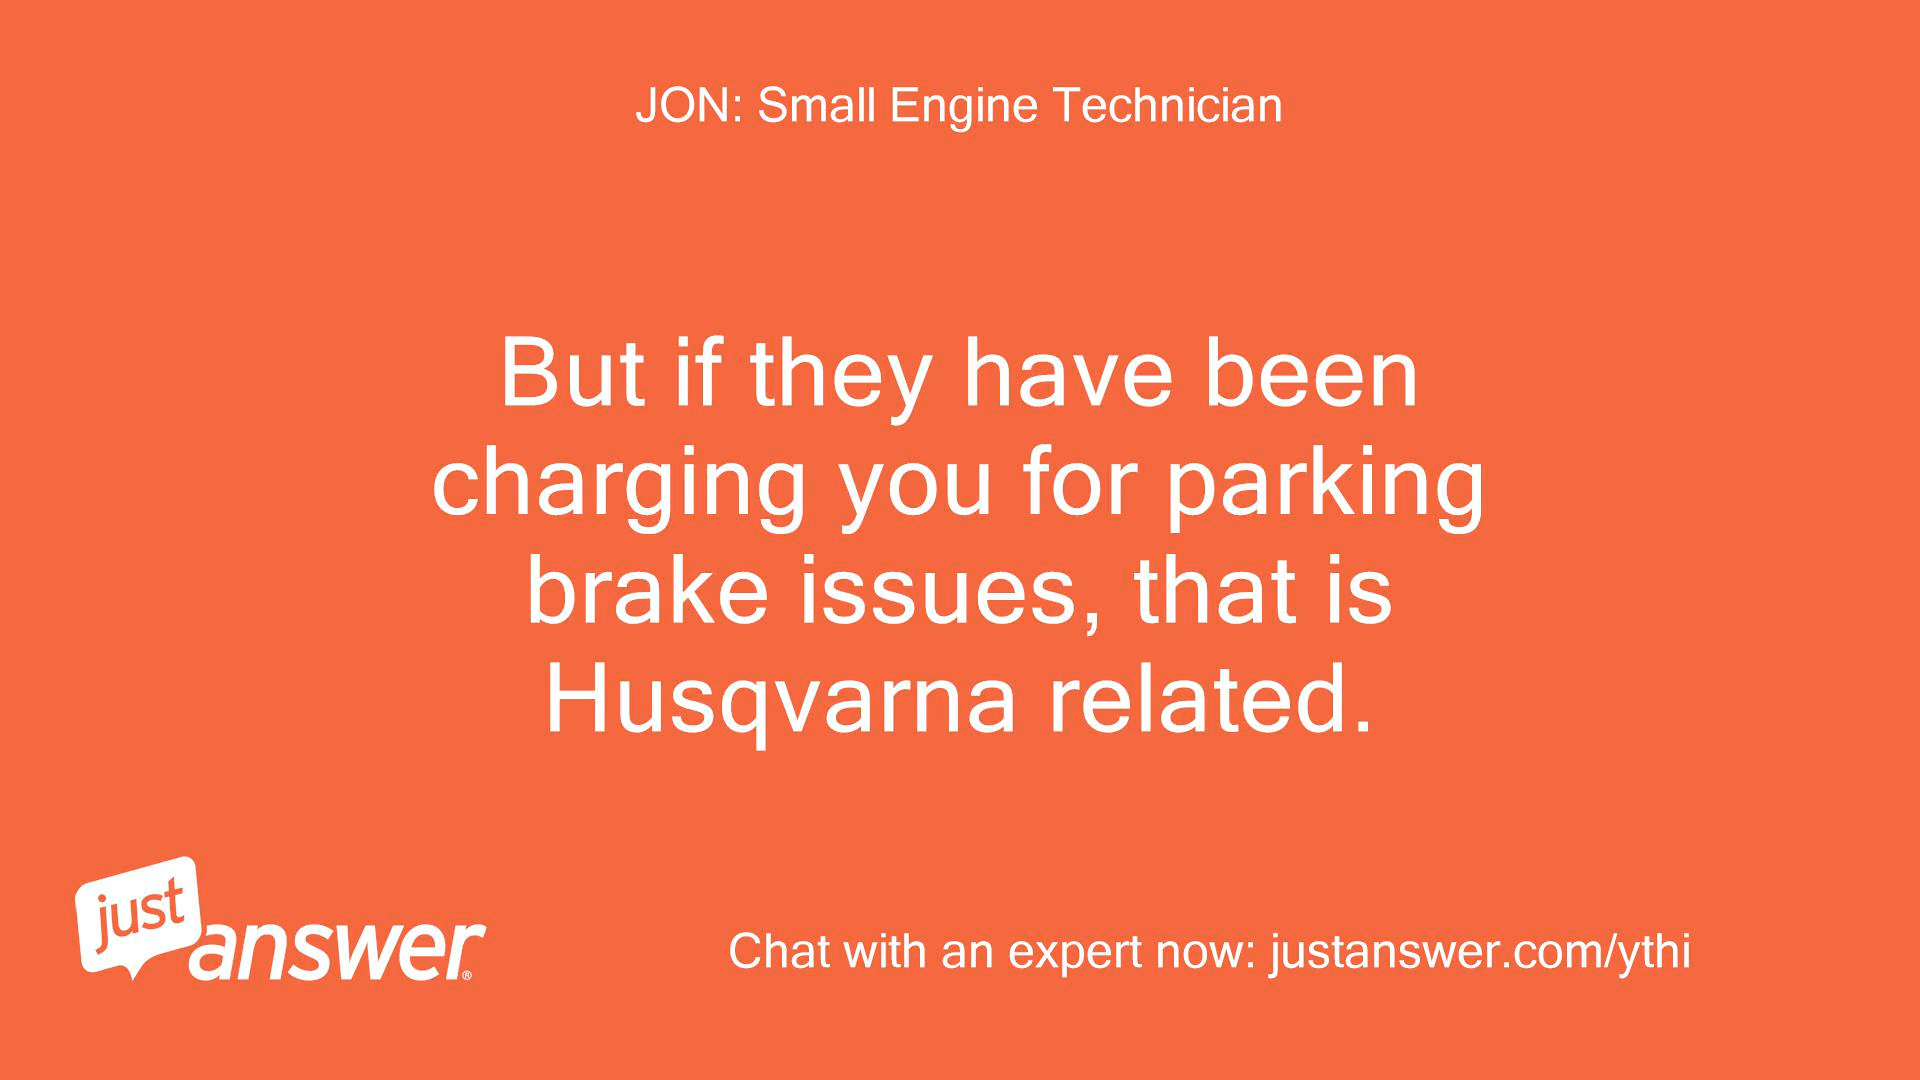 JON: Small Engine Technician
But if they have been
charging you for parking
brake issues, that is
Husqvarna related.
just
answer®
Chat with an expert now: justanswer.com/ythi